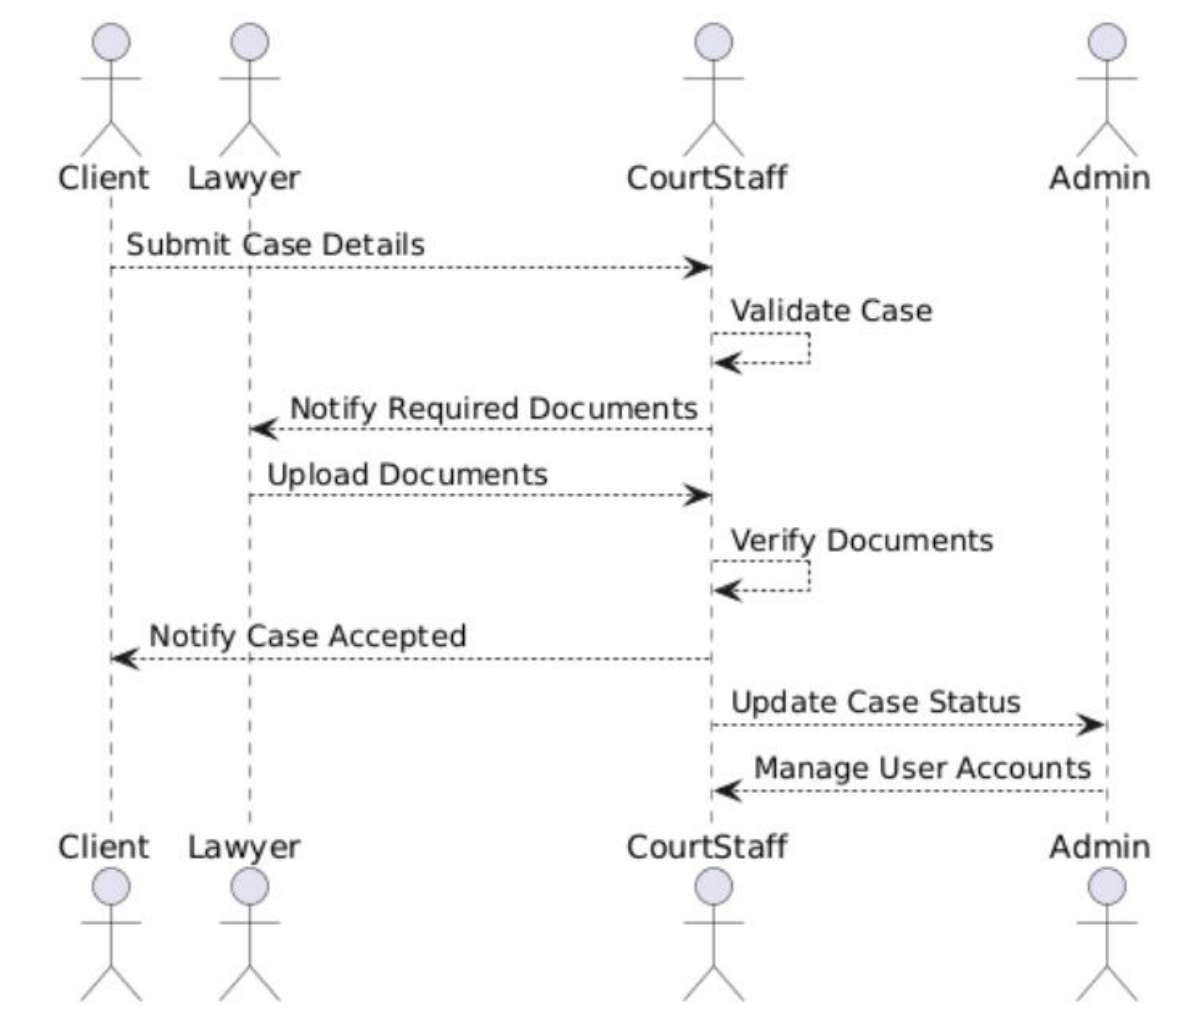 Client Lawyer CourtStaff Admin
Submit Case Details
Validate Case
Notify Required Documents
Upload Documents
Verify Documents
Notify Case Accepted
Update Case Status
Manage User Accounts
Client Lawyer CourtStaff Admin